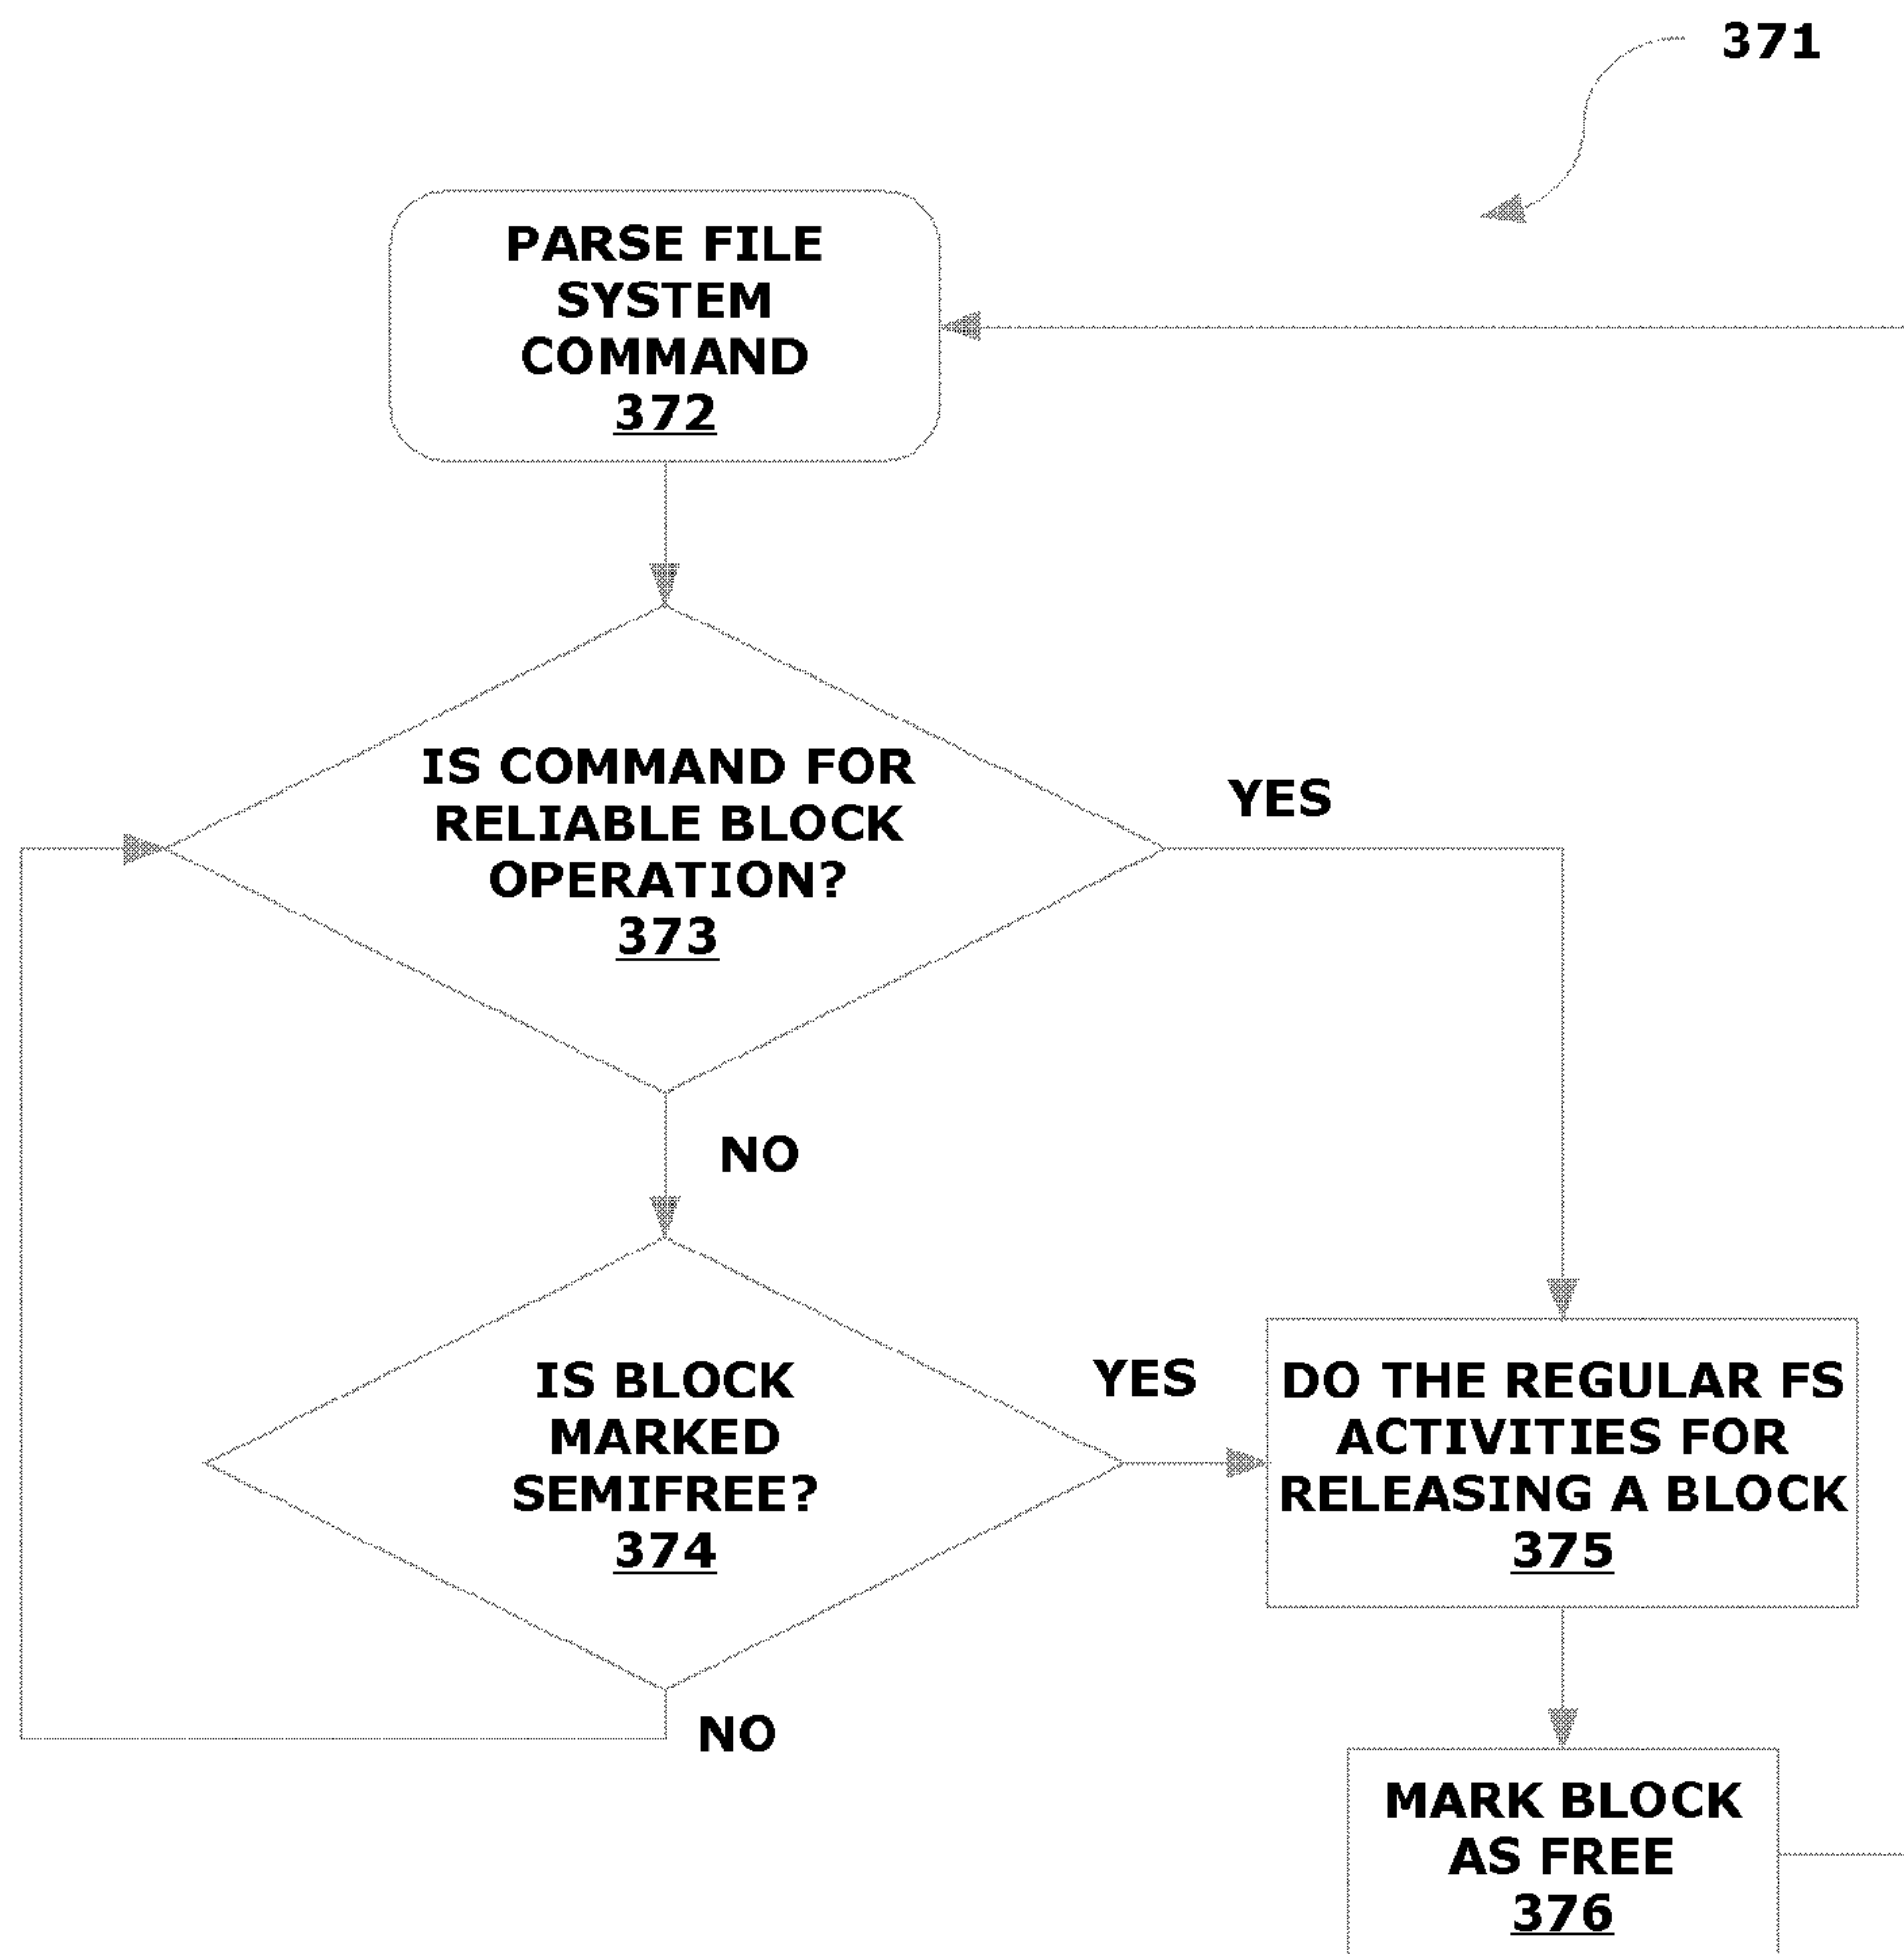 371
PARSE FILE
SYSTEM
COMMAND
372
IS COMMAND FOR
RELIABLE BLOCK
OPERATION?
373
YES
NO
IS BLOCK
MARKED
SEMIFREE?
374
YES
NO
DO THE REGULAR FS
ACTIVITIES FOR
RELEASING A BLOCK
375
MARK BLOCK
AS FREE
376